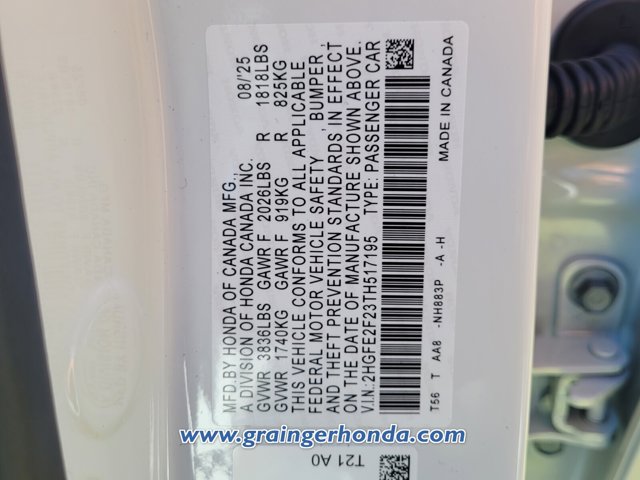 MFD.BY HONDA OF CANADA MFG., 08/'25
A DIVISION OF HONDA CANADA INC.
GVWR 3836LBS GAWR F 2026LBS R 1818LBS
GVWR 1740KG GAWR F 919KG R 825KG
THIS VEHICLE CONFORMS TO ALL APPLICABLE
FEDERAL MOTOR VEHICLE SAFETY, BUMPER,
AND THEFT PREVENTION STANDARDS, IN EFFECT
ON THE DATE OF MANUFACTURE SHOWN ABOVE.
V.I.N.:2HGFE2F23TH517195 TYPE: PASSENGER CAR
T56 T AA8 -NH883P -A -H MADE IN CANADA
T21 A0
www.graingerhonda.com